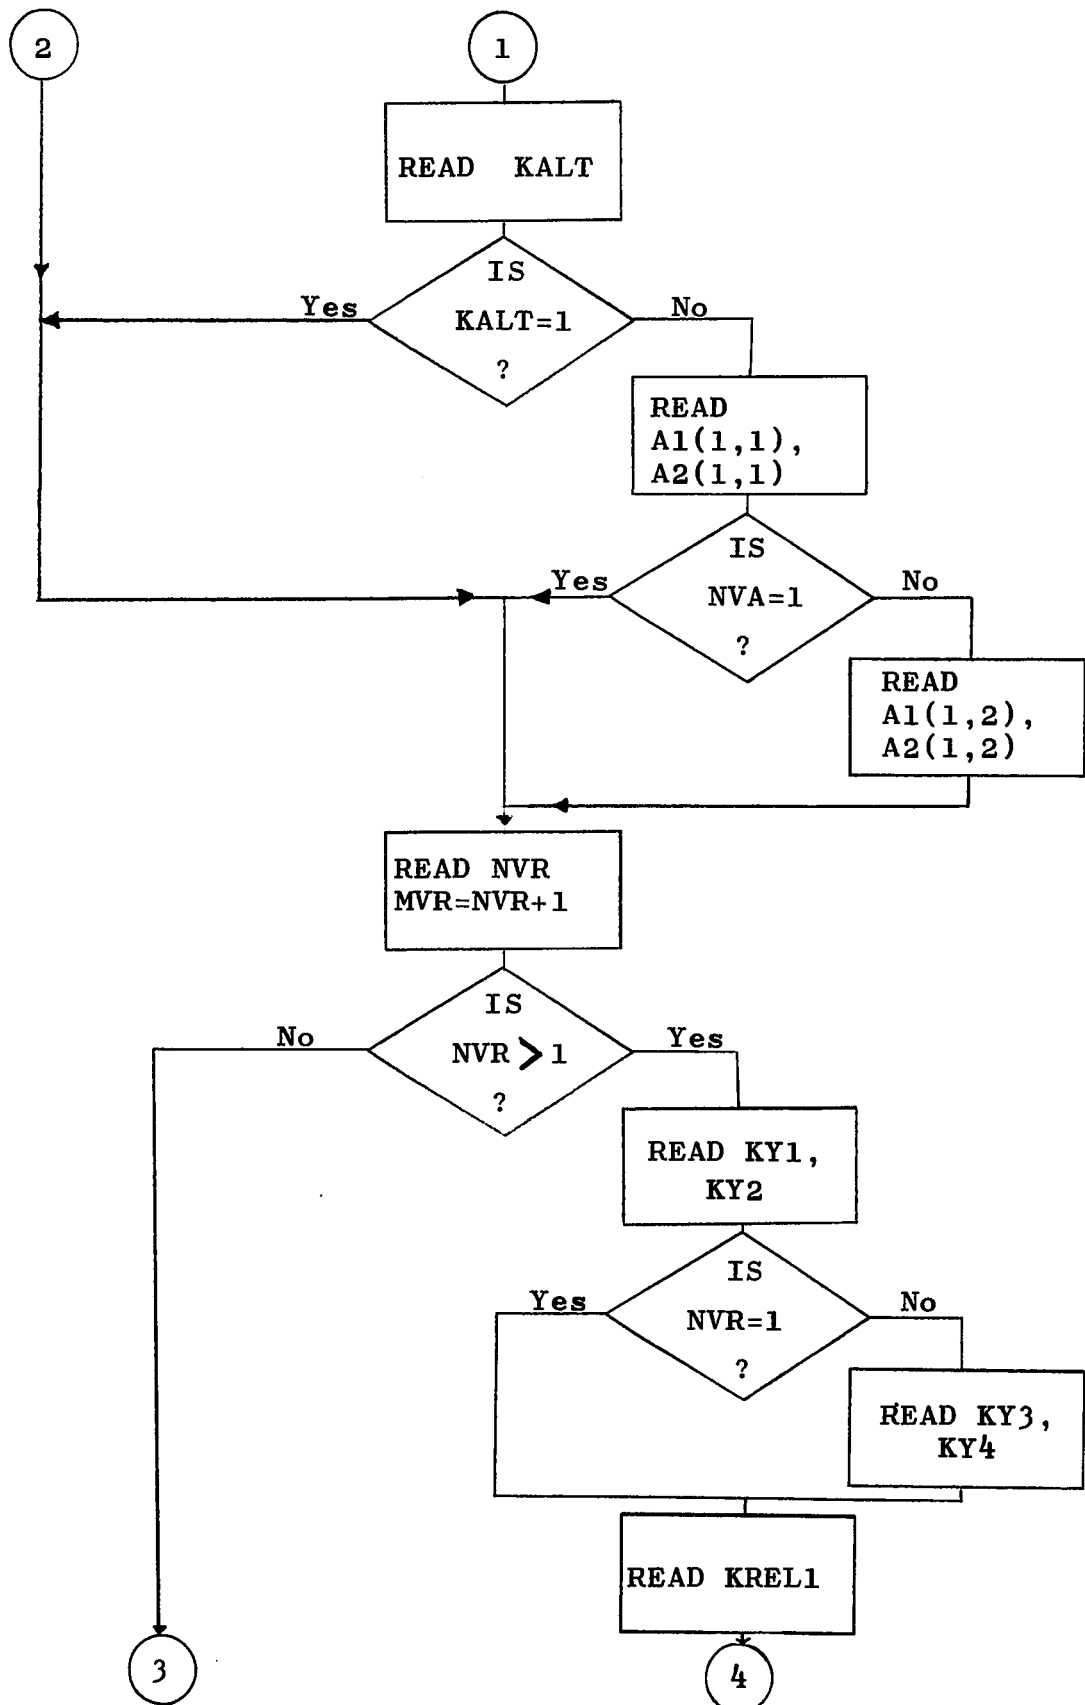 2
1
READ KALT
IS
KALT=1
?
Yes
No
READ
A1(1,1),
A2(1,1)
IS
NVA=1
?
Yes
No
READ
A1(1,2),
A2(1,2)
READ NVR
MVR=NVR+1
IS
NVR > 1
?
No
Yes
READ KY1,
KY2
IS
NVR=1
?
Yes
No
READ KY3,
KY4
READ KREL1
3
4